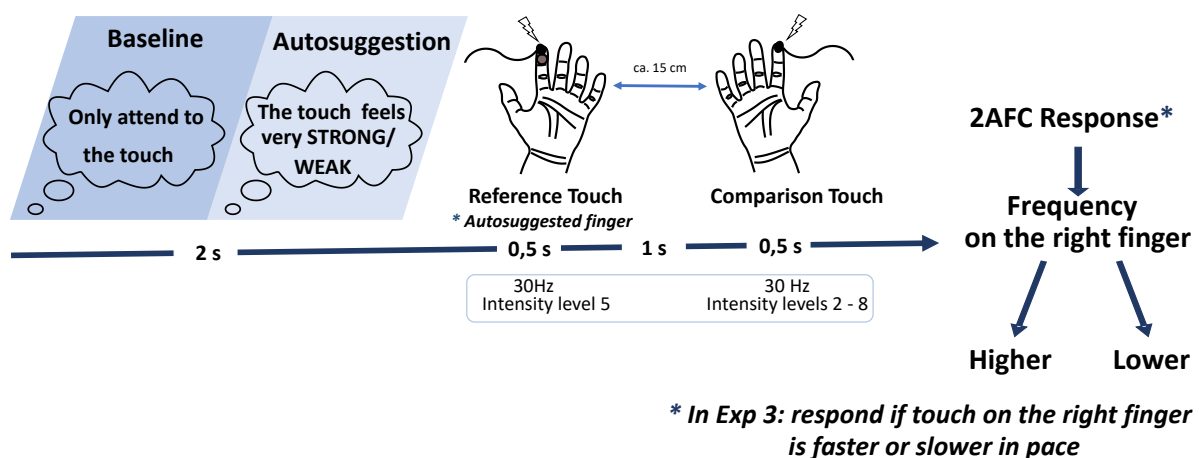 Baseline
Only attend to
the touch
Autosuggestion
The touch feels
very STRONG/
WEAK
ca. 15 cm
Reference Touch
* Autosuggested finger
Comparison Touch
2 s
0,5 s
1 s
0,5 s
30Hz
Intensity level 5
30 Hz
Intensity levels 2 - 8
2AFC Response*
Frequency
on the right finger
Higher
Lower
* In Exp 3: respond if touch on the right finger
is faster or slower in pace